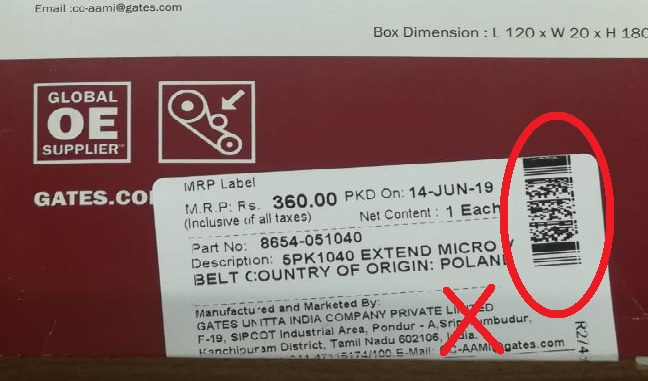 Email :cc-aami@gates.com
Box Dimension : L 120 x W 20 x H 180
GLOBAL
OE
SUPPLIER™
GATES.CO
MRP Label
M.R.P: Rs. 360.00 PKD On: 14-JUN-19
(Inclusive of all taxes) Net Content : 1 Each
Part No: 8654-051040
Description: 5PK1040 EXTEND MICRO V
BELT COUNTRY OF ORIGIN: POLAND
Manufactured and Marketed By:
GATES UNITTA INDIA COMPANY PRIVATE LIMITED
F-19, SIPCOT Industrial Area, Pondur - A, Sriperumbudur,
Kanchipuram District, Tamil Nadu 602106, India.
E-Mail: CC-AAMI@gates.com